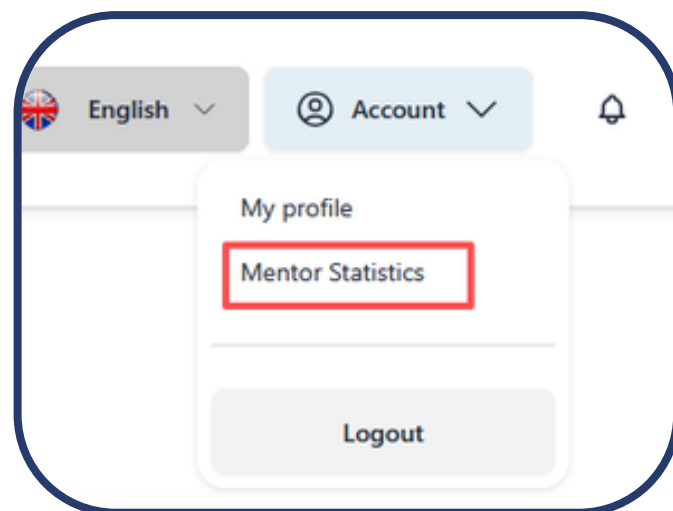 English
Account
My profile
Mentor Statistics
Logout